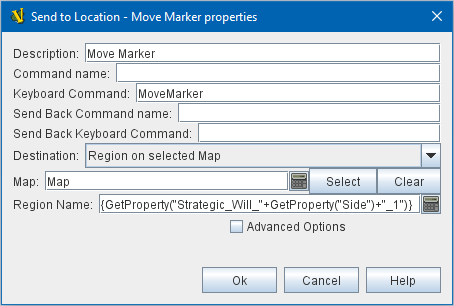 Send to Location - Move Marker properties
Description: Move Marker
Command name:
Keyboard Command: MoveMarker
Send Back Command name:
Send Back Keyboard Command:
Destination: Region on selected Map
Map: Map Select Clear
Region Name: {GetProperty("Strategic_Will_"+GetProperty("Side")+"_1")}
Advanced Options
Ok Cancel Help